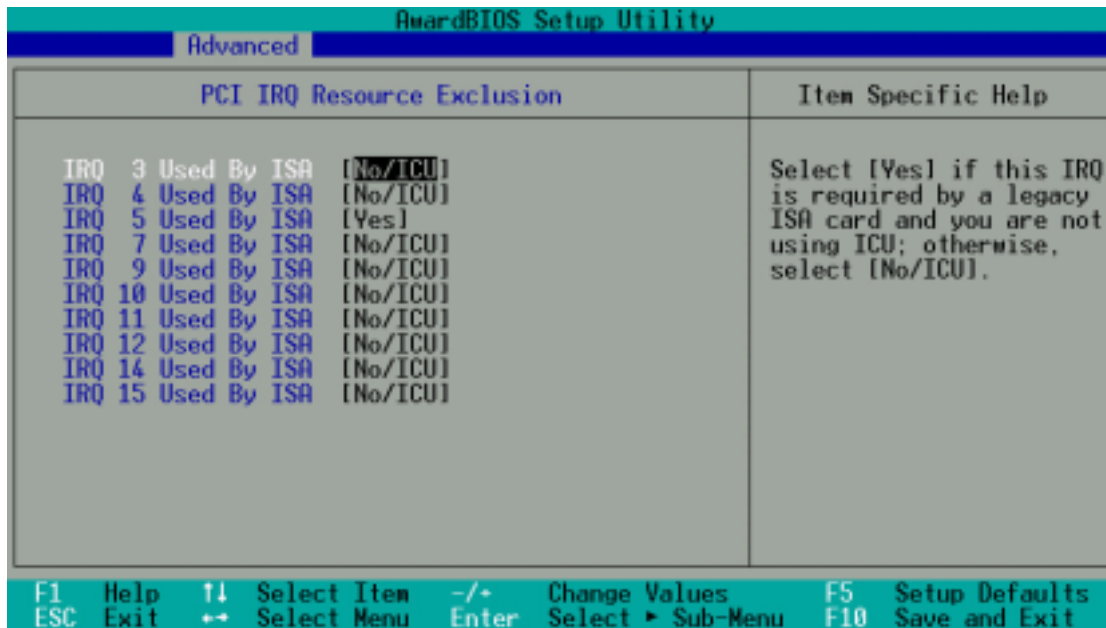 AwardBIOS Setup Utility
Advanced
PCI IRQ Resource Exclusion
IRQ 3 Used By ISA [No/ICU]
IRQ 4 Used By ISA [No/ICU]
IRQ 5 Used By ISA [Yes]
IRQ 7 Used By ISA [No/ICU]
IRQ 9 Used By ISA [No/ICU]
IRQ 10 Used By ISA [No/ICU]
IRQ 11 Used By ISA [No/ICU]
IRQ 12 Used By ISA [No/ICU]
IRQ 14 Used By ISA [No/ICU]
IRQ 15 Used By ISA [No/ICU]
Item Specific Help
Select [Yes] if this IRQ
is required by a legacy
ISA card and you are not
using ICU; otherwise,
select [No/ICU].
F1 Help ↑↓ Select Item -/+ Change Values F5 Setup Defaults
ESC Exit ←→ Select Menu Enter Select ► Sub-Menu F10 Save and Exit